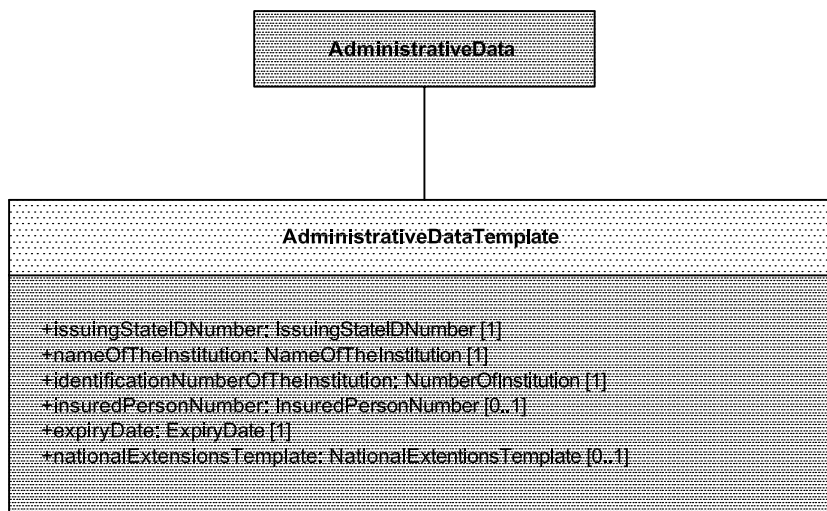 AdministrativeData
AdministrativeDataTemplate
+issuingStateIDNumber: IssuingStateIDNumber [1]
+nameOfTheInstitution: NameOfTheInstitution [1]
+identificationNumberOfTheInstitution: NumberOfInstitution [1]
+insuredPersonNumber: InsuredPersonNumber [0..1]
+expiryDate: ExpiryDate [1]
+nationalExtensionsTemplate: NationalExtentionsTemplate [0..1]